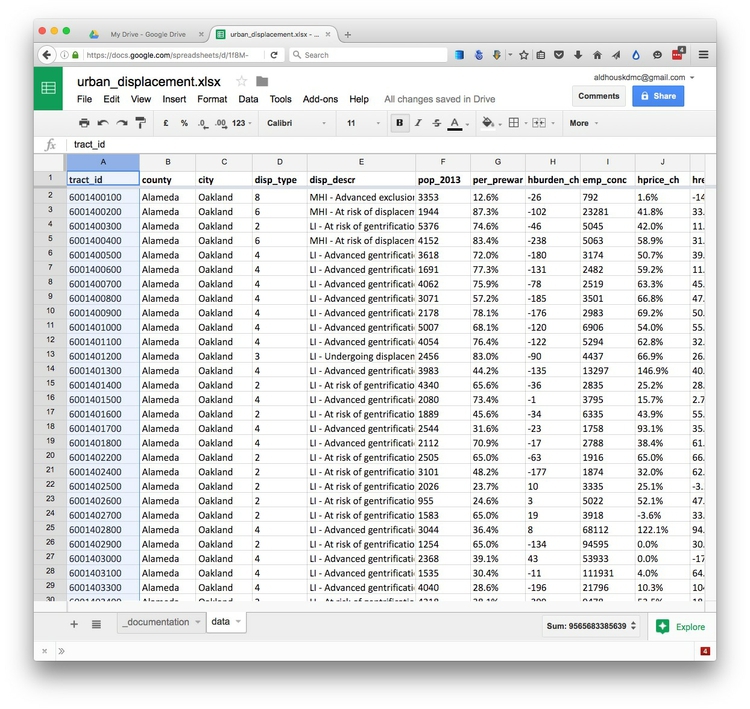 My Drive - Google Drive urban_displacement.xlsx - ...
https://docs.google.com/spreadsheets/d/1f8M- Search 4
urban_displacement.xlsx aldhouskdmc@gmail.com
File Edit View Insert Format Data Tools Add-ons Help All changes saved in Drive Comments Share
£ % .0 .00 123 Calibri 11 B I S A More
fx tract_id
A B C D E F G H I J
1 tract_id county city disp_type disp_descr pop_2013 per_prewar hburden_ch emp_conc hprice_ch hre
2 6001400100 Alameda Oakland 8 MHI - Advanced exclusion 3353 12.6% -26 792 1.6% -14
3 6001400200 Alameda Oakland 6 MHI - At risk of displacem 1944 87.3% -102 23281 41.8% 33.
4 6001400300 Alameda Oakland 2 LI - At risk of gentrificatio 5376 74.6% -46 5045 42.0% 11.
5 6001400400 Alameda Oakland 6 MHI - At risk of displacem 4152 83.4% -238 5063 58.9% 31.
6 6001400500 Alameda Oakland 4 LI - Advanced gentrificati 3618 72.0% -180 3174 50.7% 39.
7 6001400600 Alameda Oakland 4 LI - Advanced gentrificati 1691 77.3% -131 2482 59.2% 11.
8 6001400700 Alameda Oakland 4 LI - Advanced gentrificati 4062 75.9% -78 2519 63.3% 45.
9 6001400800 Alameda Oakland 4 LI - Advanced gentrificati 3071 57.2% -185 3501 66.8% 47.
10 6001400900 Alameda Oakland 4 LI - Advanced gentrificati 2178 78.1% -176 2983 69.2% 50.
11 6001401000 Alameda Oakland 4 LI - Advanced gentrificati 5007 68.1% -120 6906 54.0% 55.
12 6001401100 Alameda Oakland 4 LI - Advanced gentrificati 4054 76.4% -122 5294 62.8% 32.
13 6001401200 Alameda Oakland 3 LI - Undergoing displacen 2456 83.0% -90 4437 66.9% 26.
14 6001401300 Alameda Oakland 4 LI - Advanced gentrificati 3983 44.2% -135 13297 146.9% 40.
15 6001401400 Alameda Oakland 2 LI - At risk of gentrificatio 4340 65.6% -36 2835 25.2% 28.
16 6001401500 Alameda Oakland 4 LI - Advanced gentrificati 2080 73.4% -1 3795 15.7% 2.7
17 6001401600 Alameda Oakland 2 LI - At risk of gentrificatio 1889 45.6% -34 6335 43.9% 55.
18 6001401700 Alameda Oakland 4 LI - Advanced gentrificati 2544 31.6% -23 1758 93.1% 35.
19 6001401800 Alameda Oakland 4 LI - Advanced gentrificati 2112 70.9% -17 2788 38.4% 61.
20 6001402200 Alameda Oakland 2 LI - At risk of gentrificatio 2505 65.0% -63 1916 65.0% 66.
21 6001402400 Alameda Oakland 2 LI - At risk of gentrificatio 3101 48.2% -177 1874 32.0% 62.
22 6001402500 Alameda Oakland 2 LI - At risk of gentrificatio 2026 23.7% 10 3335 25.1% -3.
23 6001402600 Alameda Oakland 2 LI - At risk of gentrificatio 955 24.6% 3 5022 52.1% 47.
24 6001402700 Alameda Oakland 2 LI - At risk of gentrificatio 1583 65.0% 19 3918 -3.6% 33.
25 6001402800 Alameda Oakland 4 LI - Advanced gentrificati 3044 36.4% 8 68112 122.1% 94.
26 6001402900 Alameda Oakland 2 LI - At risk of gentrificatio 1254 65.0% -134 94595 0.0% 30.
27 6001403000 Alameda Oakland 4 LI - Advanced gentrificati 2368 39.1% 43 53933 0.0% -17
28 6001403100 Alameda Oakland 4 LI - Advanced gentrificati 1535 30.4% -11 111931 4.0% 64.
29 6001403300 Alameda Oakland 4 LI - Advanced gentrificati 4040 28.6% -196 21796 10.3% 104
30 Alameda Oakland
_documentation data Sum: 9565683385639 Explore
4